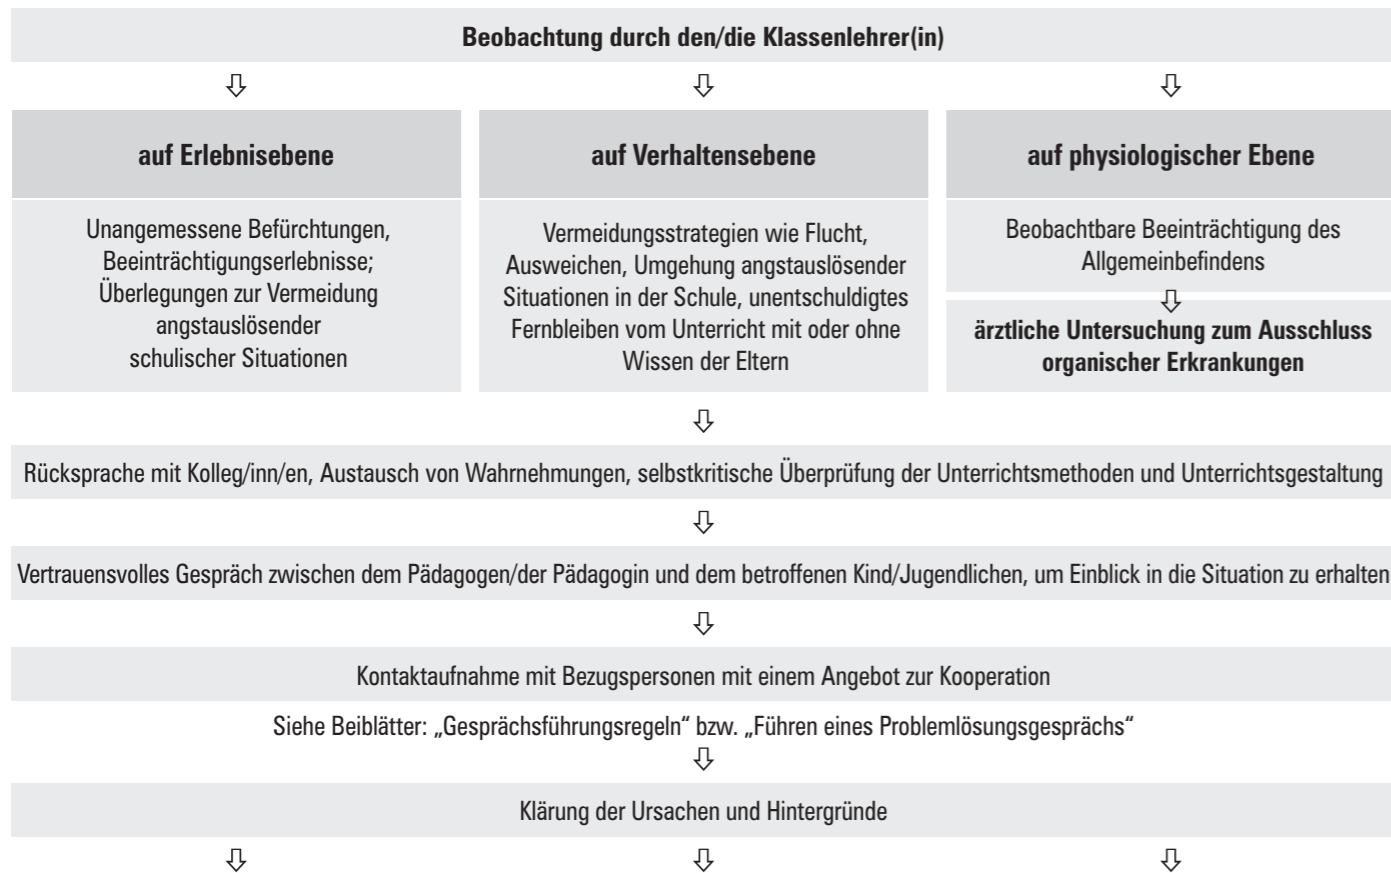 Beobachtung durch den/die Klassenlehrer(in)
⇩ ⇩ ⇩
auf Erlebnisebene
Unangemessene Befürchtungen,
Beeinträchtigungserlebnisse;
Überlegungen zur Vermeidung
angstauslösender
schulischer Situationen
auf Verhaltensebene
Vermeidungsstrategien wie Flucht,
Ausweichen, Umgehung angstauslösender
Situationen in der Schule, unentschuldigtes
Fernbleiben vom Unterricht mit oder ohne
Wissen der Eltern
auf physiologischer Ebene
Beobachtbare Beeinträchtigung des
Allgemeinbefindens
⇩
ärztliche Untersuchung zum Ausschluss
organischer Erkrankungen
⇩
Rücksprache mit Kolleg/inn/en, Austausch von Wahrnehmungen, selbstkritische Überprüfung der Unterrichtsmethoden und Unterrichtsgestaltung
⇩
Vertrauensvolles Gespräch zwischen dem Pädagogen/der Pädagogin und dem betroffenen Kind/Jugendlichen, um Einblick in die Situation zu erhalten
⇩
Kontaktaufnahme mit Bezugspersonen mit einem Angebot zur Kooperation
Siehe Beiblätter: „Gesprächsführungsregeln“ bzw. „Führen eines Problemlösungsgesprächs“
⇩
Klärung der Ursachen und Hintergründe
⇩ ⇩ ⇩